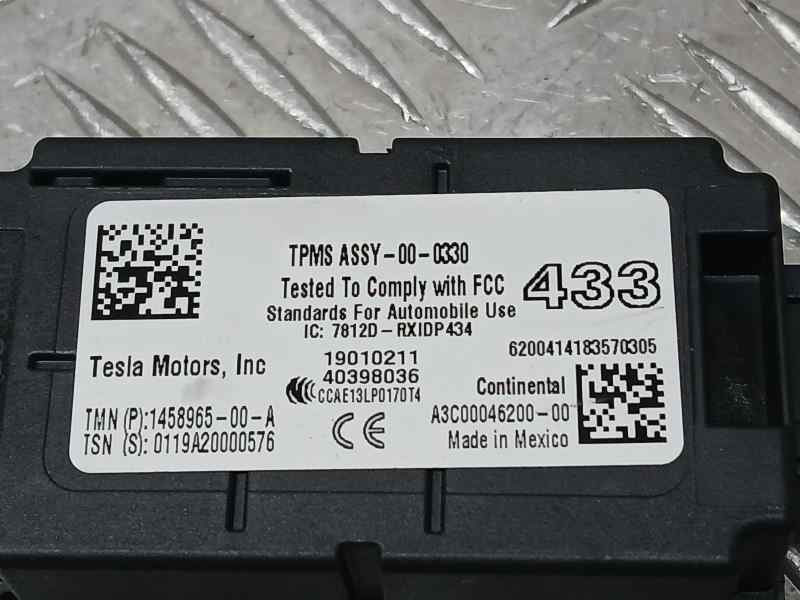 TPMS ASSY-00-0330
Tested To Comply with FCC
Standards For Automobile Use
IC: 7812D-RXIDP434
433
Tesla Motors, Inc
19010211
40398036
CCAE13LP0170T4
6200414183570305
TMN (P):1458965-00-A
TSN (S): 0119A20000576
CE
Continental
A3C00046200-00
Made in Mexico